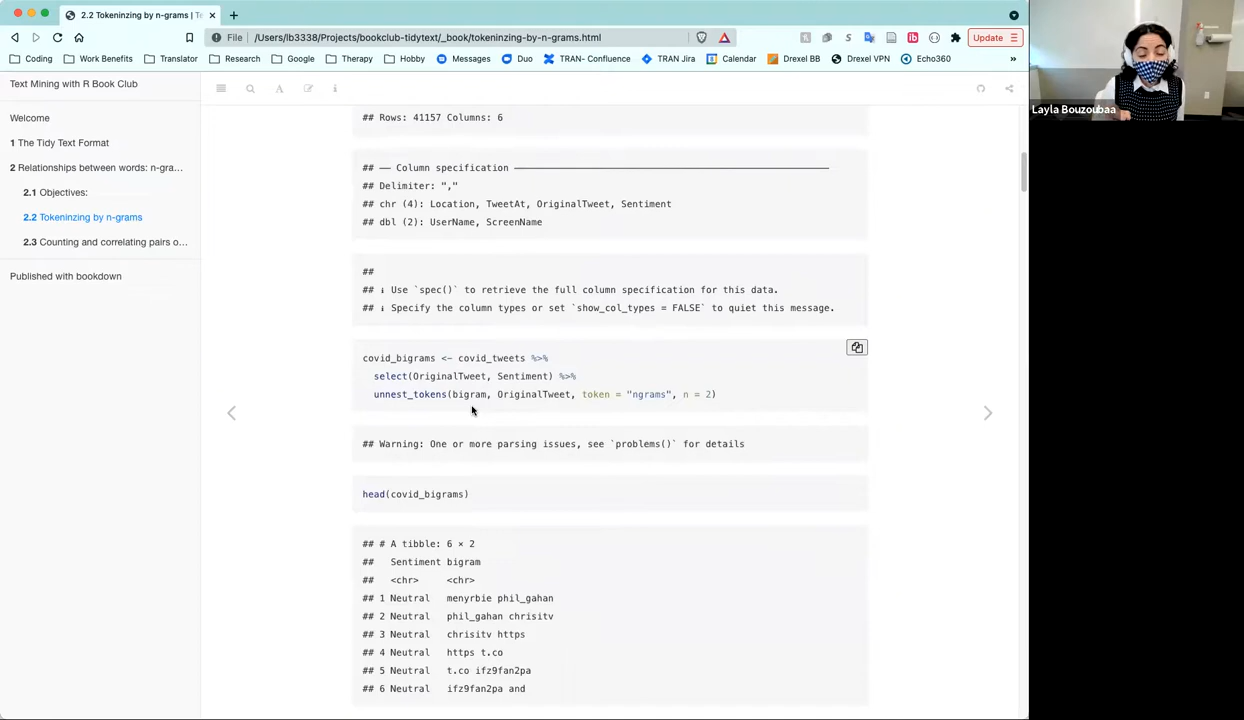 2.2 Tokeninzing by n-grams | Te
File
/Users/lb3338/Projects/bookclub-tidytext/_book/tokeninzing-by-n-grams.html
Update
Coding
Work Benefits
Translator
Research
Google
Therapy
Hobby
Messages
Duo
TRAN- Confluence
TRAN Jira
Calendar
Drexel BB
Drexel VPN
Echo360
»
Layla Bouzoubaa
Text Mining with R Book Club
Welcome
1 The Tidy Text Format
2 Relationships between words: n-gra…
2.1 Objectives:
2.2 Tokeninzing by n-grams
2.3 Counting and correlating pairs o…
Published with bookdown
## Rows: 41157 Columns: 6
## ── Column specification ────────────────────────────────
## Delimiter: ","
## chr (4): Location, TweetAt, OriginalTweet, Sentiment
## dbl (2): UserName, ScreenName
##
## ℹ Use `spec()` to retrieve the full column specification for this data.
## ℹ Specify the column types or set `show_col_types = FALSE` to quiet this message.
covid_bigrams <- covid_tweets %>%
select(OriginalTweet, Sentiment) %>%
unnest_tokens(bigram, OriginalTweet, token = "ngrams", n = 2)
## Warning: One or more parsing issues, see `problems()` for details
head(covid_bigrams)
## # A tibble: 6 × 2
##   Sentiment bigram
##   <chr>     <chr>
## 1 Neutral   menyrbie phil_gahan
## 2 Neutral   phil_gahan chrisitv
## 3 Neutral   chrisitv https
## 4 Neutral   https t.co
## 5 Neutral   t.co ifz9fan2pa
## 6 Neutral   ifz9fan2pa and